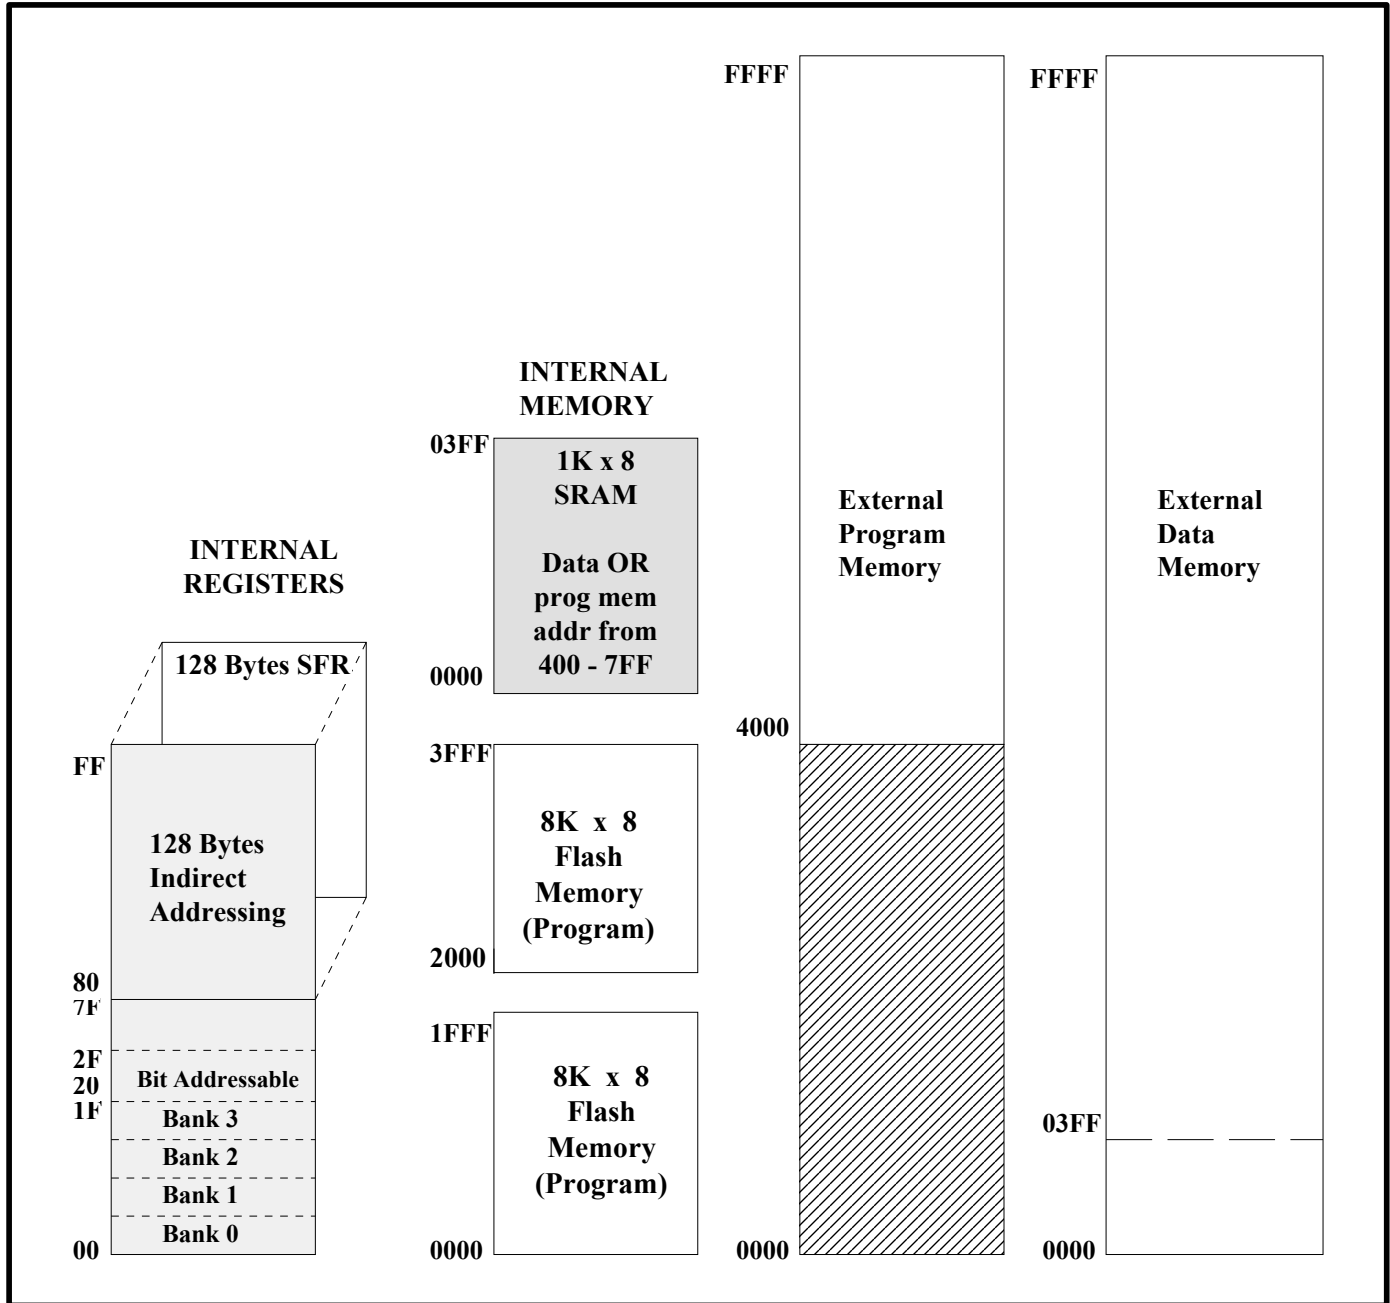 INTERNAL
REGISTERS
128 Bytes SFR
FF
128 Bytes
Indirect
Addressing
80
7F
2F
20
Bit Addressable
1F
Bank 3
Bank 2
Bank 1
Bank 0
00
INTERNAL
MEMORY
03FF
1K x 8
SRAM
Data OR
prog mem
addr from
400 - 7FF
0000
3FFF
8K x 8
Flash
Memory
(Program)
2000
1FFF
8K x 8
Flash
Memory
(Program)
0000
FFFF
External
Program
Memory
4000
0000
FFFF
External
Data
Memory
03FF
0000